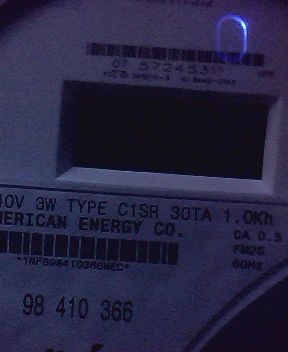 07 57245311
40V 3W TYPE C1SR 30TA 1.0Kh
MERICAN ENERGY CO.
CA 0.5
FM2S
60Hz
*1NFS98410366NEC*
98 410 366